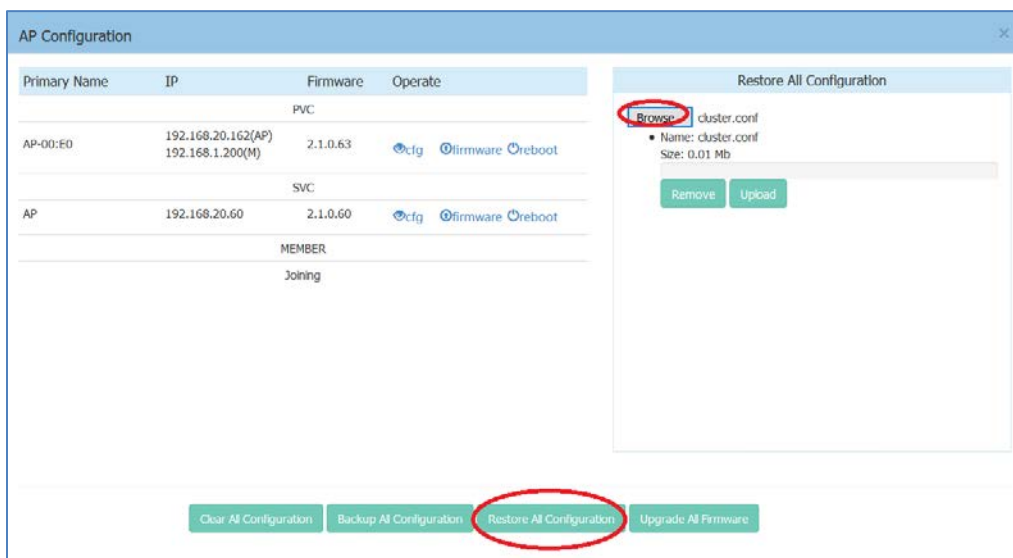 AP Configuration
×
Primary Name IP Firmware Operate
PVC
AP-00:E0 192.168.20.162(AP) 192.168.1.200(M) 2.1.0.63 cfg firmware reboot
SVC
AP 192.168.20.60 2.1.0.60 cfg firmware reboot
MEMBER
Joining
Restore All Configuration
Browse cluster.conf
• Name: cluster.conf
Size: 0.01 Mb
Remove Upload
Clear All Configuration Backup All Configuration Restore All Configuration Upgrade All Firmware